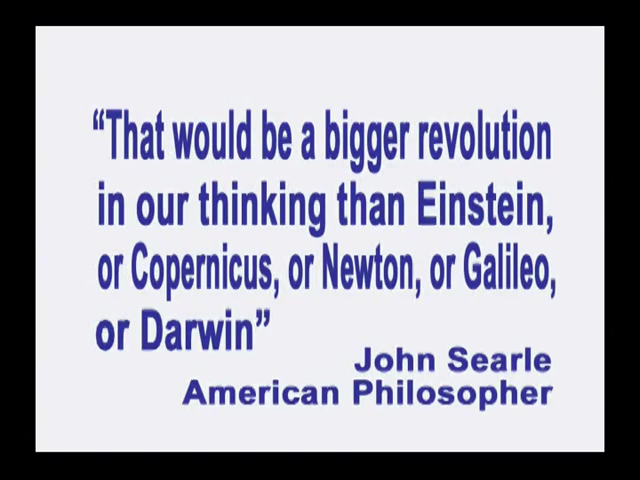 “That would be a bigger revolution
in our thinking than Einstein,
or Copernicus, or Newton, or Galileo,
or Darwin”
John Searle
American Philosopher